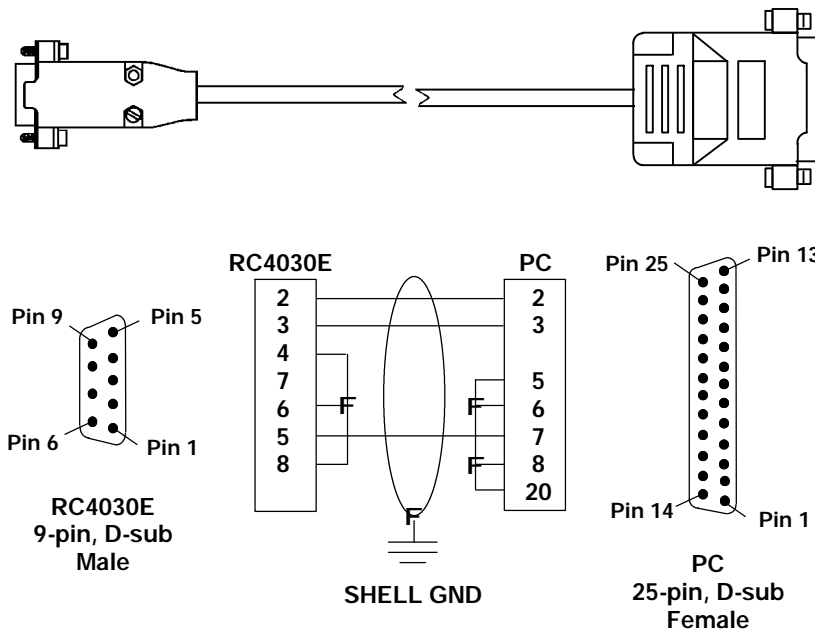 RC4030E
PC
2
3
4
7
6
5
8
F
2
3
5
6
7
8
20
F
F
F
SHELL GND
Pin 9
Pin 5
Pin 6
Pin 1
RC4030E
9-pin, D-sub
Male
Pin 25
Pin 13
Pin 14
Pin 1
PC
25-pin, D-sub
Female